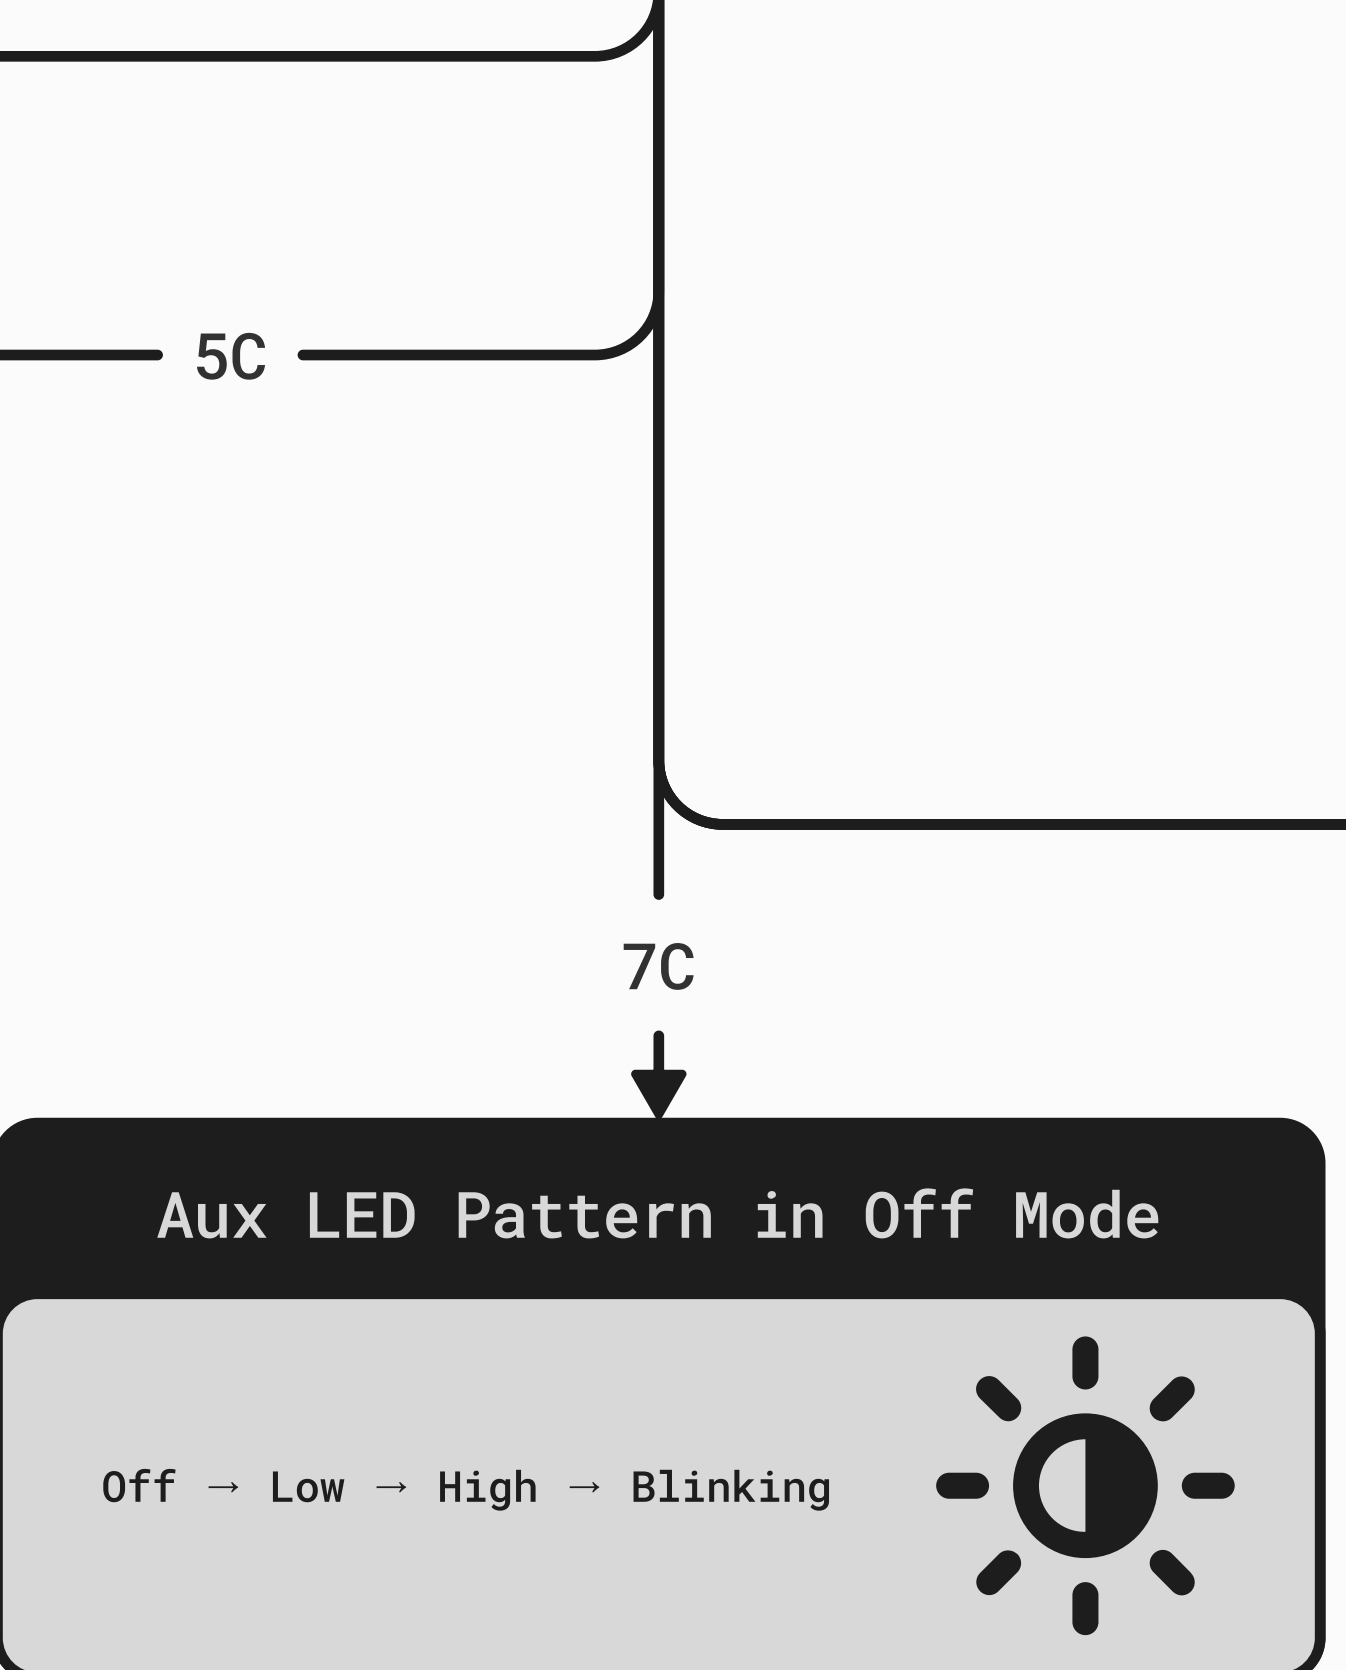 5C
7C
Aux LED Pattern in Off Mode
Off → Low → High → Blinking